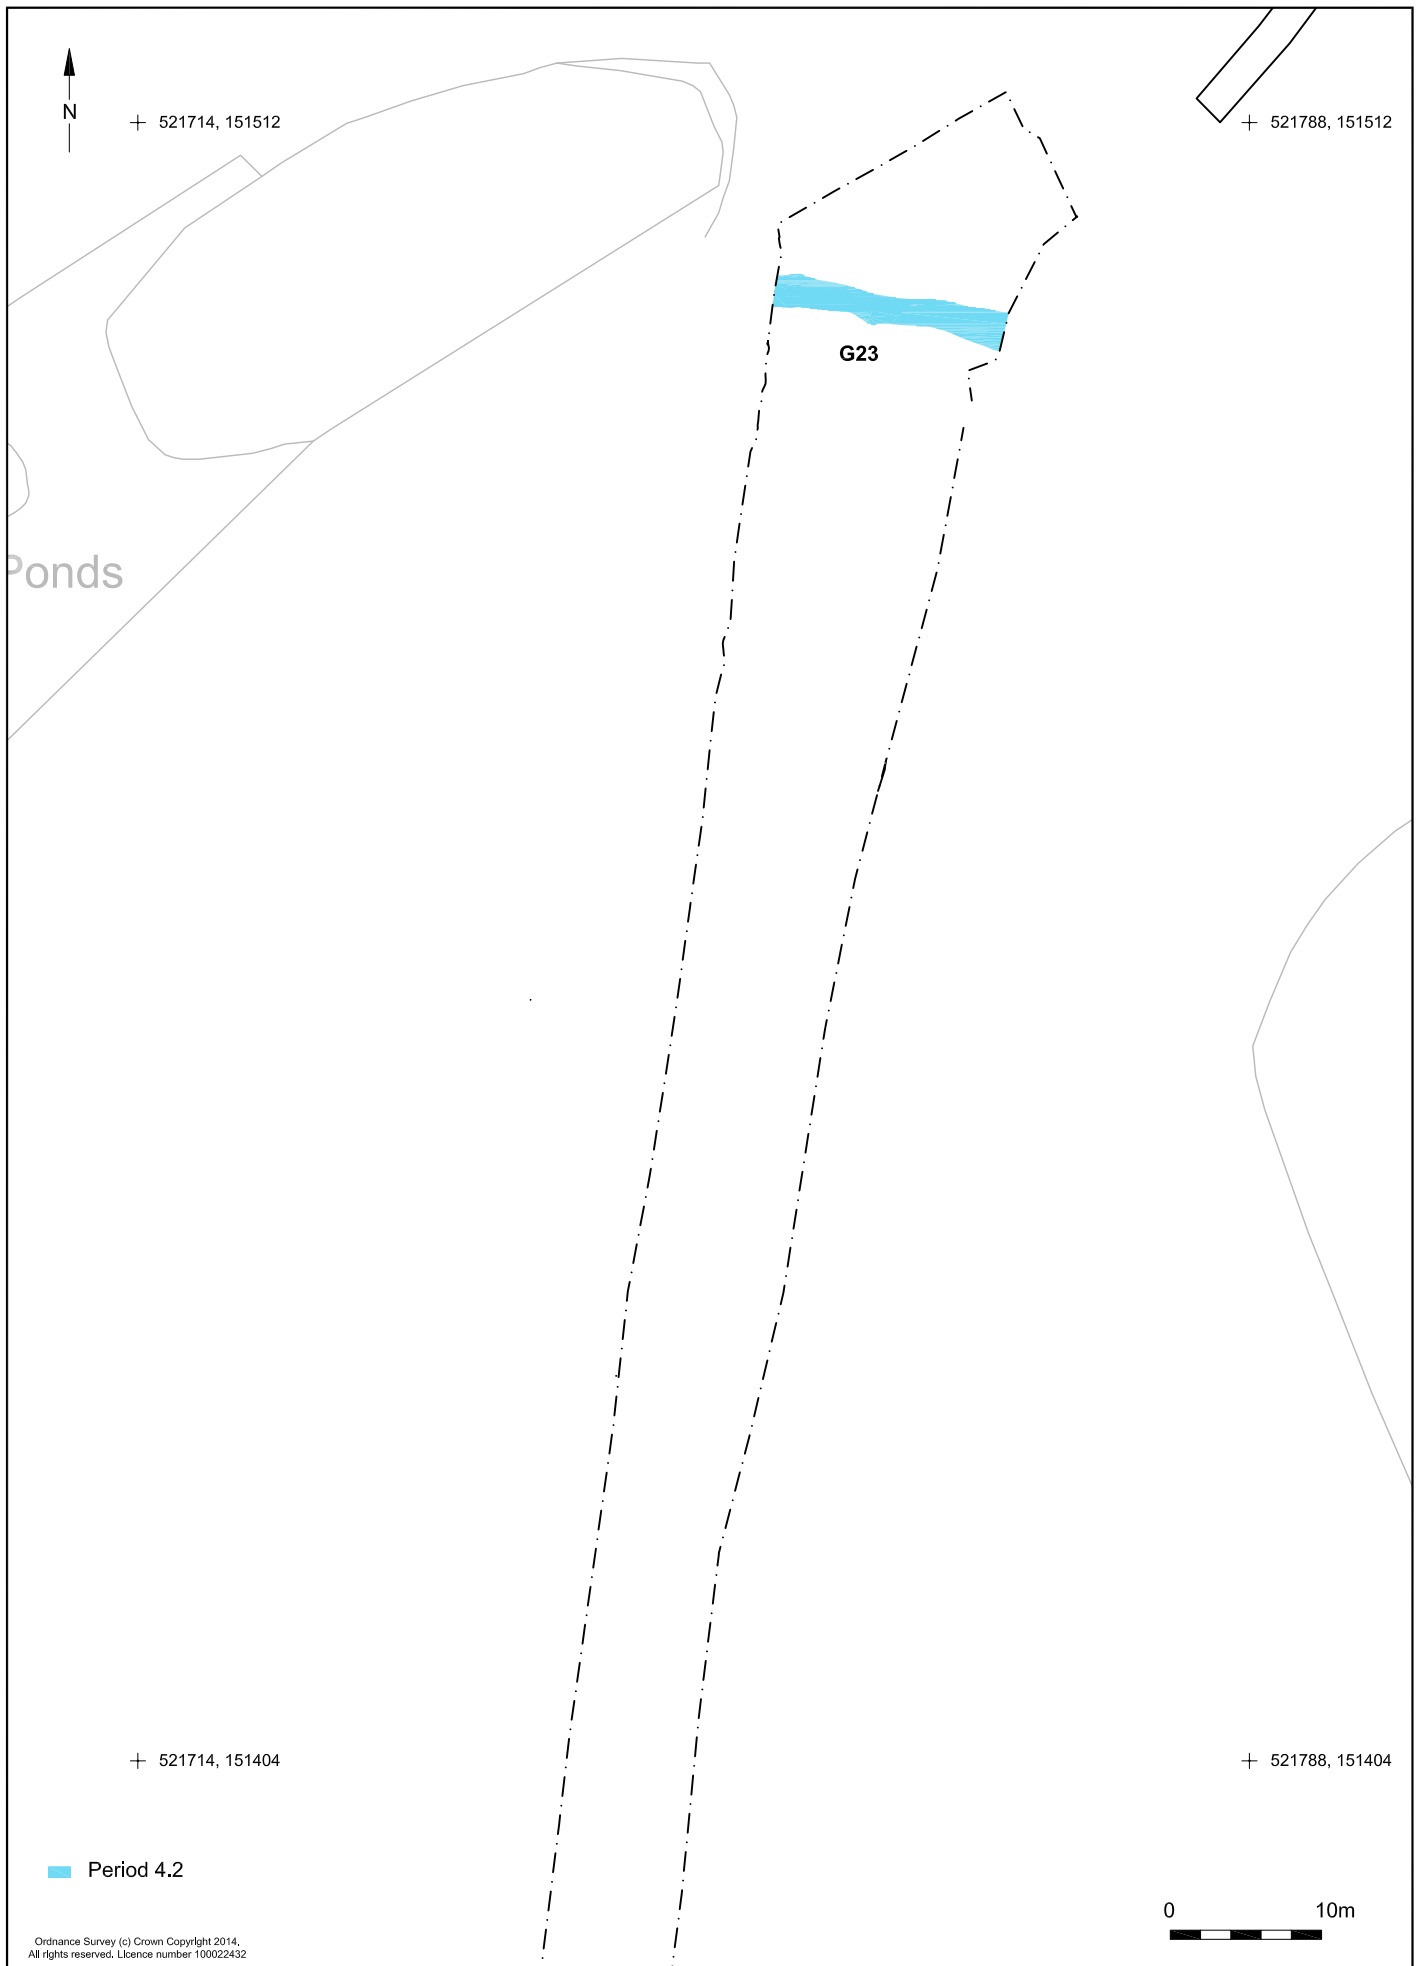 N
521714, 151512
521788, 151512
G23
Ponds
521714, 151404
521788, 151404
Period 4.2
0 10m
Ordnance Survey (c) Crown Copyright 2014,
All rights reserved. Licence number 100022432